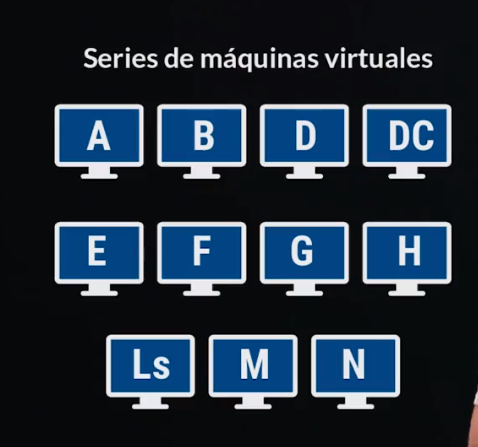 Series de máquinas virtuales
A B D DC
E F G H
Ls M N